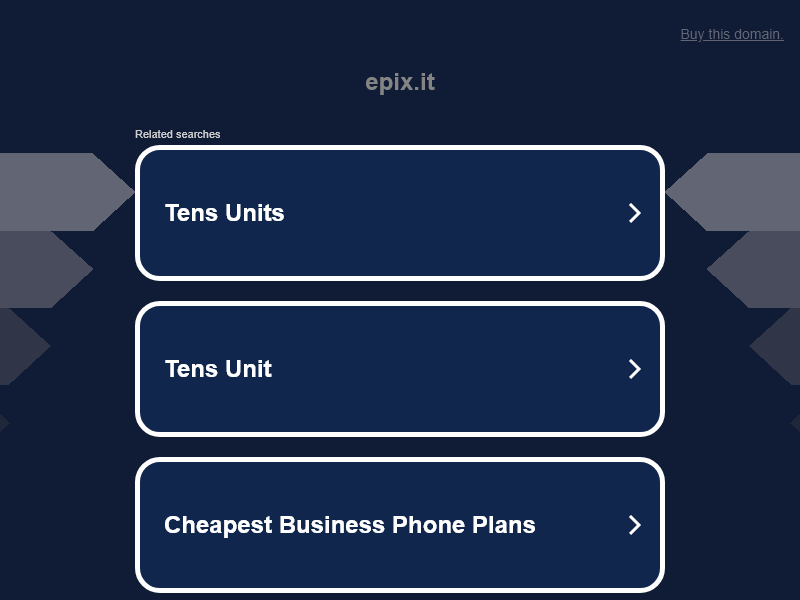 Buy this domain.
epix.it
Related searches
Tens Units
Tens Unit
Cheapest Business Phone Plans